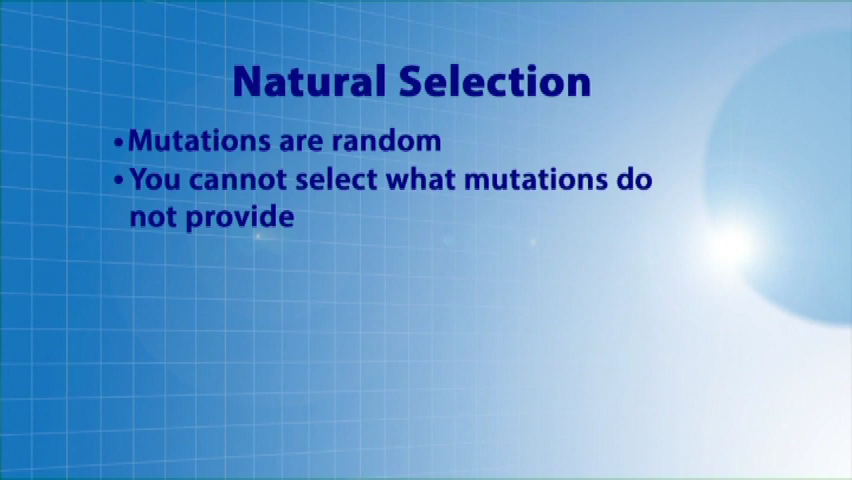 Natural Selection
•Mutations are random
•You cannot select what mutations do
not provide